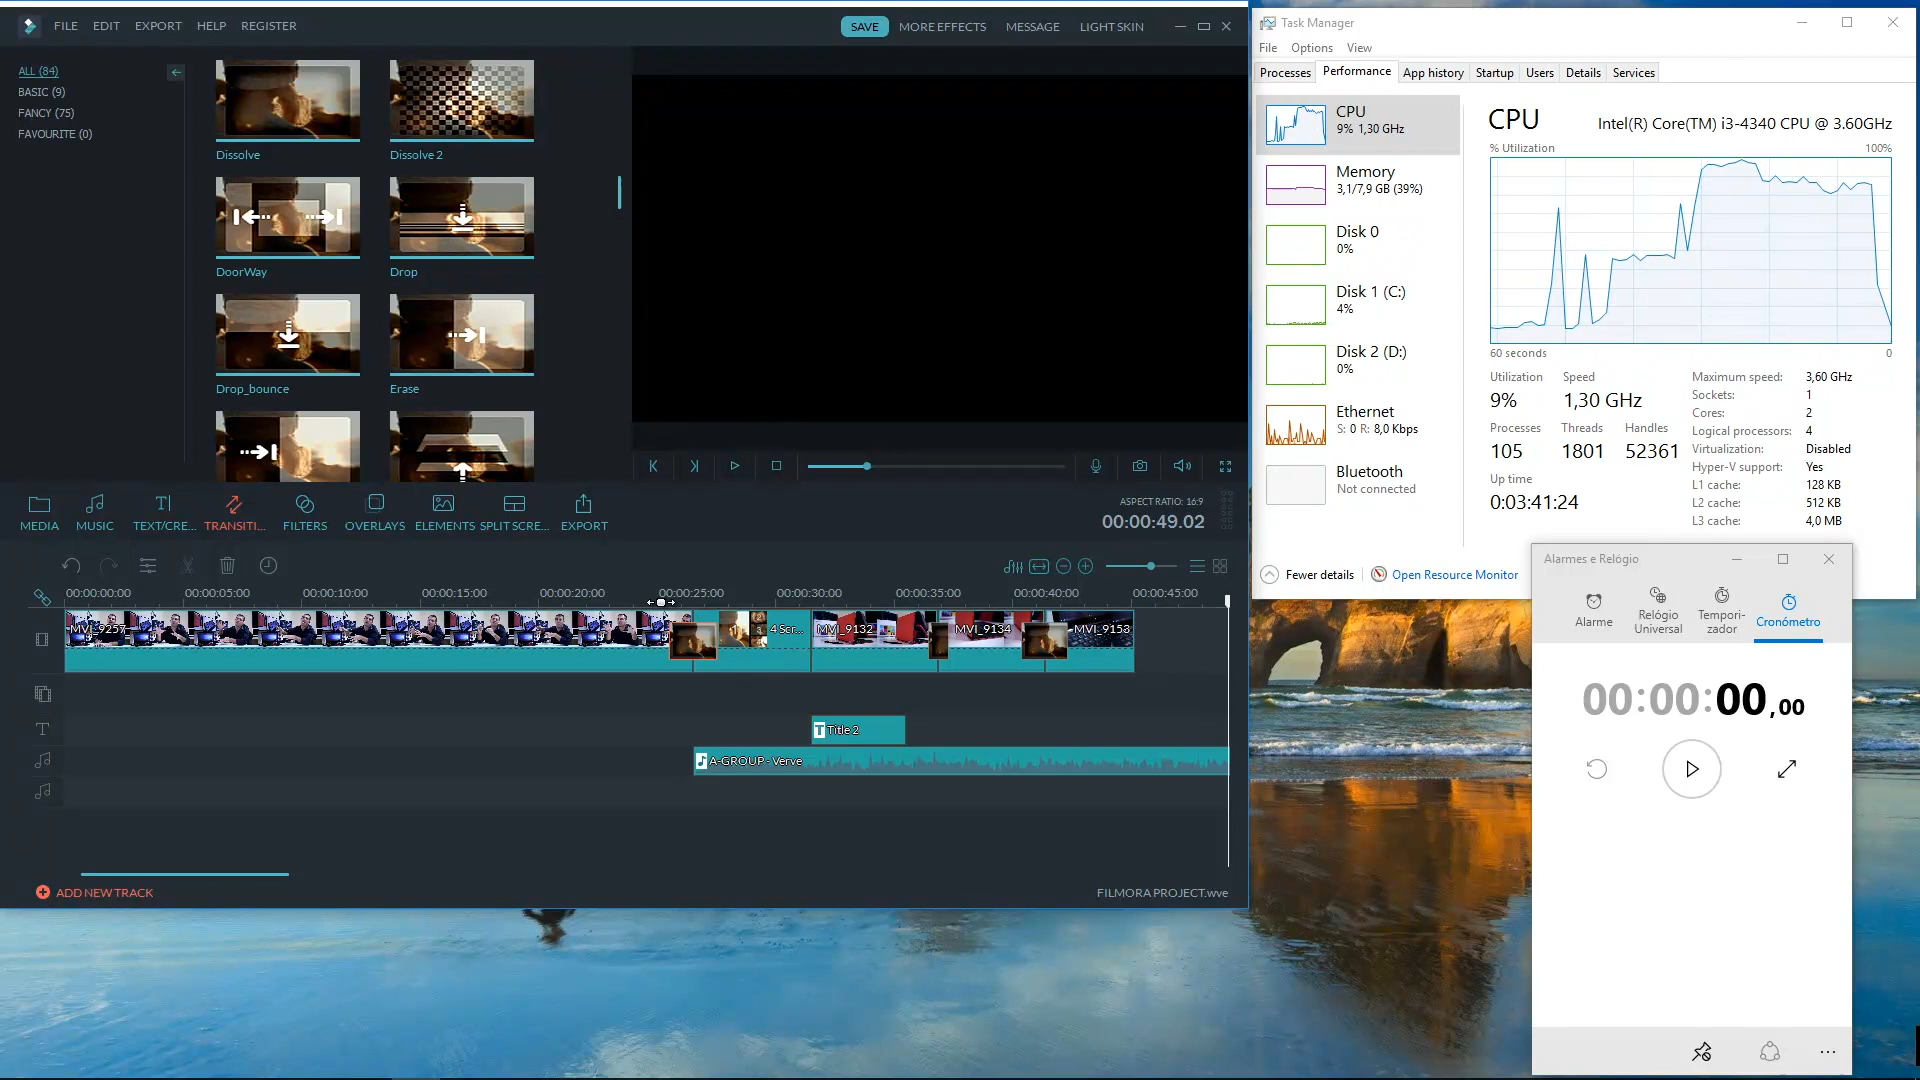 FILE EDIT EXPORT HELP REGISTER
SAVE MORE EFFECTS MESSAGE LIGHT SKIN
ALL (84)
BASIC (9)
FANCY (75)
FAVOURITE (0)
Dissolve
Dissolve 2
DoorWay
Drop
Drop_bounce
Erase
MEDIA MUSIC TEXT/CRE... TRANSITI... FILTERS OVERLAYS ELEMENTS SPLIT SCRE... EXPORT
ASPECT RATIO: 16:9
00:00:49.02
00:00:00:00 00:00:05:00 00:00:10:00 00:00:15:00 00:00:20:00 00:00:25:00 00:00:30:00 00:00:35:00 00:00:40:00 00:00:45:00
MVI_9257 4 Scr... MVI_9132 MVI_9134 MVI_9153
T Title 2
A-GROUP - Verve
ADD NEW TRACK
FILMORA PROJECT.wve
Task Manager
File Options View
Processes Performance App history Startup Users Details Services
CPU
9% 1,30 GHz
Memory
3,1/7,9 GB (39%)
Disk 0
0%
Disk 1 (C:)
4%
Disk 2 (D:)
0%
Ethernet
S: 0 R: 8,0 Kbps
Bluetooth
Not connected
CPU Intel(R) Core(TM) i3-4340 CPU @ 3.60GHz
% Utilization 100%
60 seconds 0
Utilization Speed
9% 1,30 GHz
Processes Threads Handles
105 1801 52361
Up time
0:03:41:24
Maximum speed: 3,60 GHz
Sockets: 1
Cores: 2
Logical processors: 4
Virtualization: Disabled
Hyper-V support: Yes
L1 cache: 128 KB
L2 cache: 512 KB
L3 cache: 4,0 MB
Fewer details Open Resource Monitor
Alarmes e Relógio
Alarme
Relógio Universal
Tempori-zador
Cronómetro
00:00:00,00